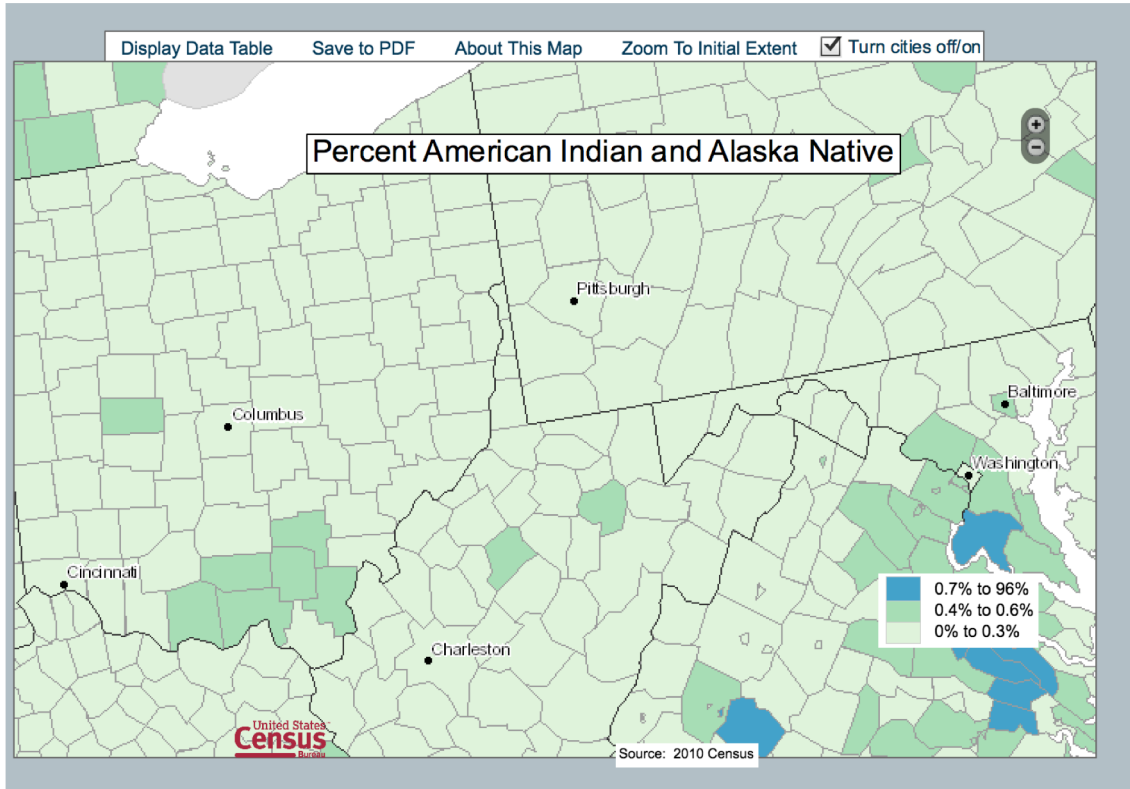 Display Data Table Save to PDF About This Map Zoom To Initial Extent Turn cities off/on
Percent American Indian and Alaska Native
Pittsburgh
Baltimore
Columbus
Washington
Cincinnati
0.7% to 96%
0.4% to 0.6%
0% to 0.3%
Charleston
United States
Census
Bureau
Source: 2010 Census